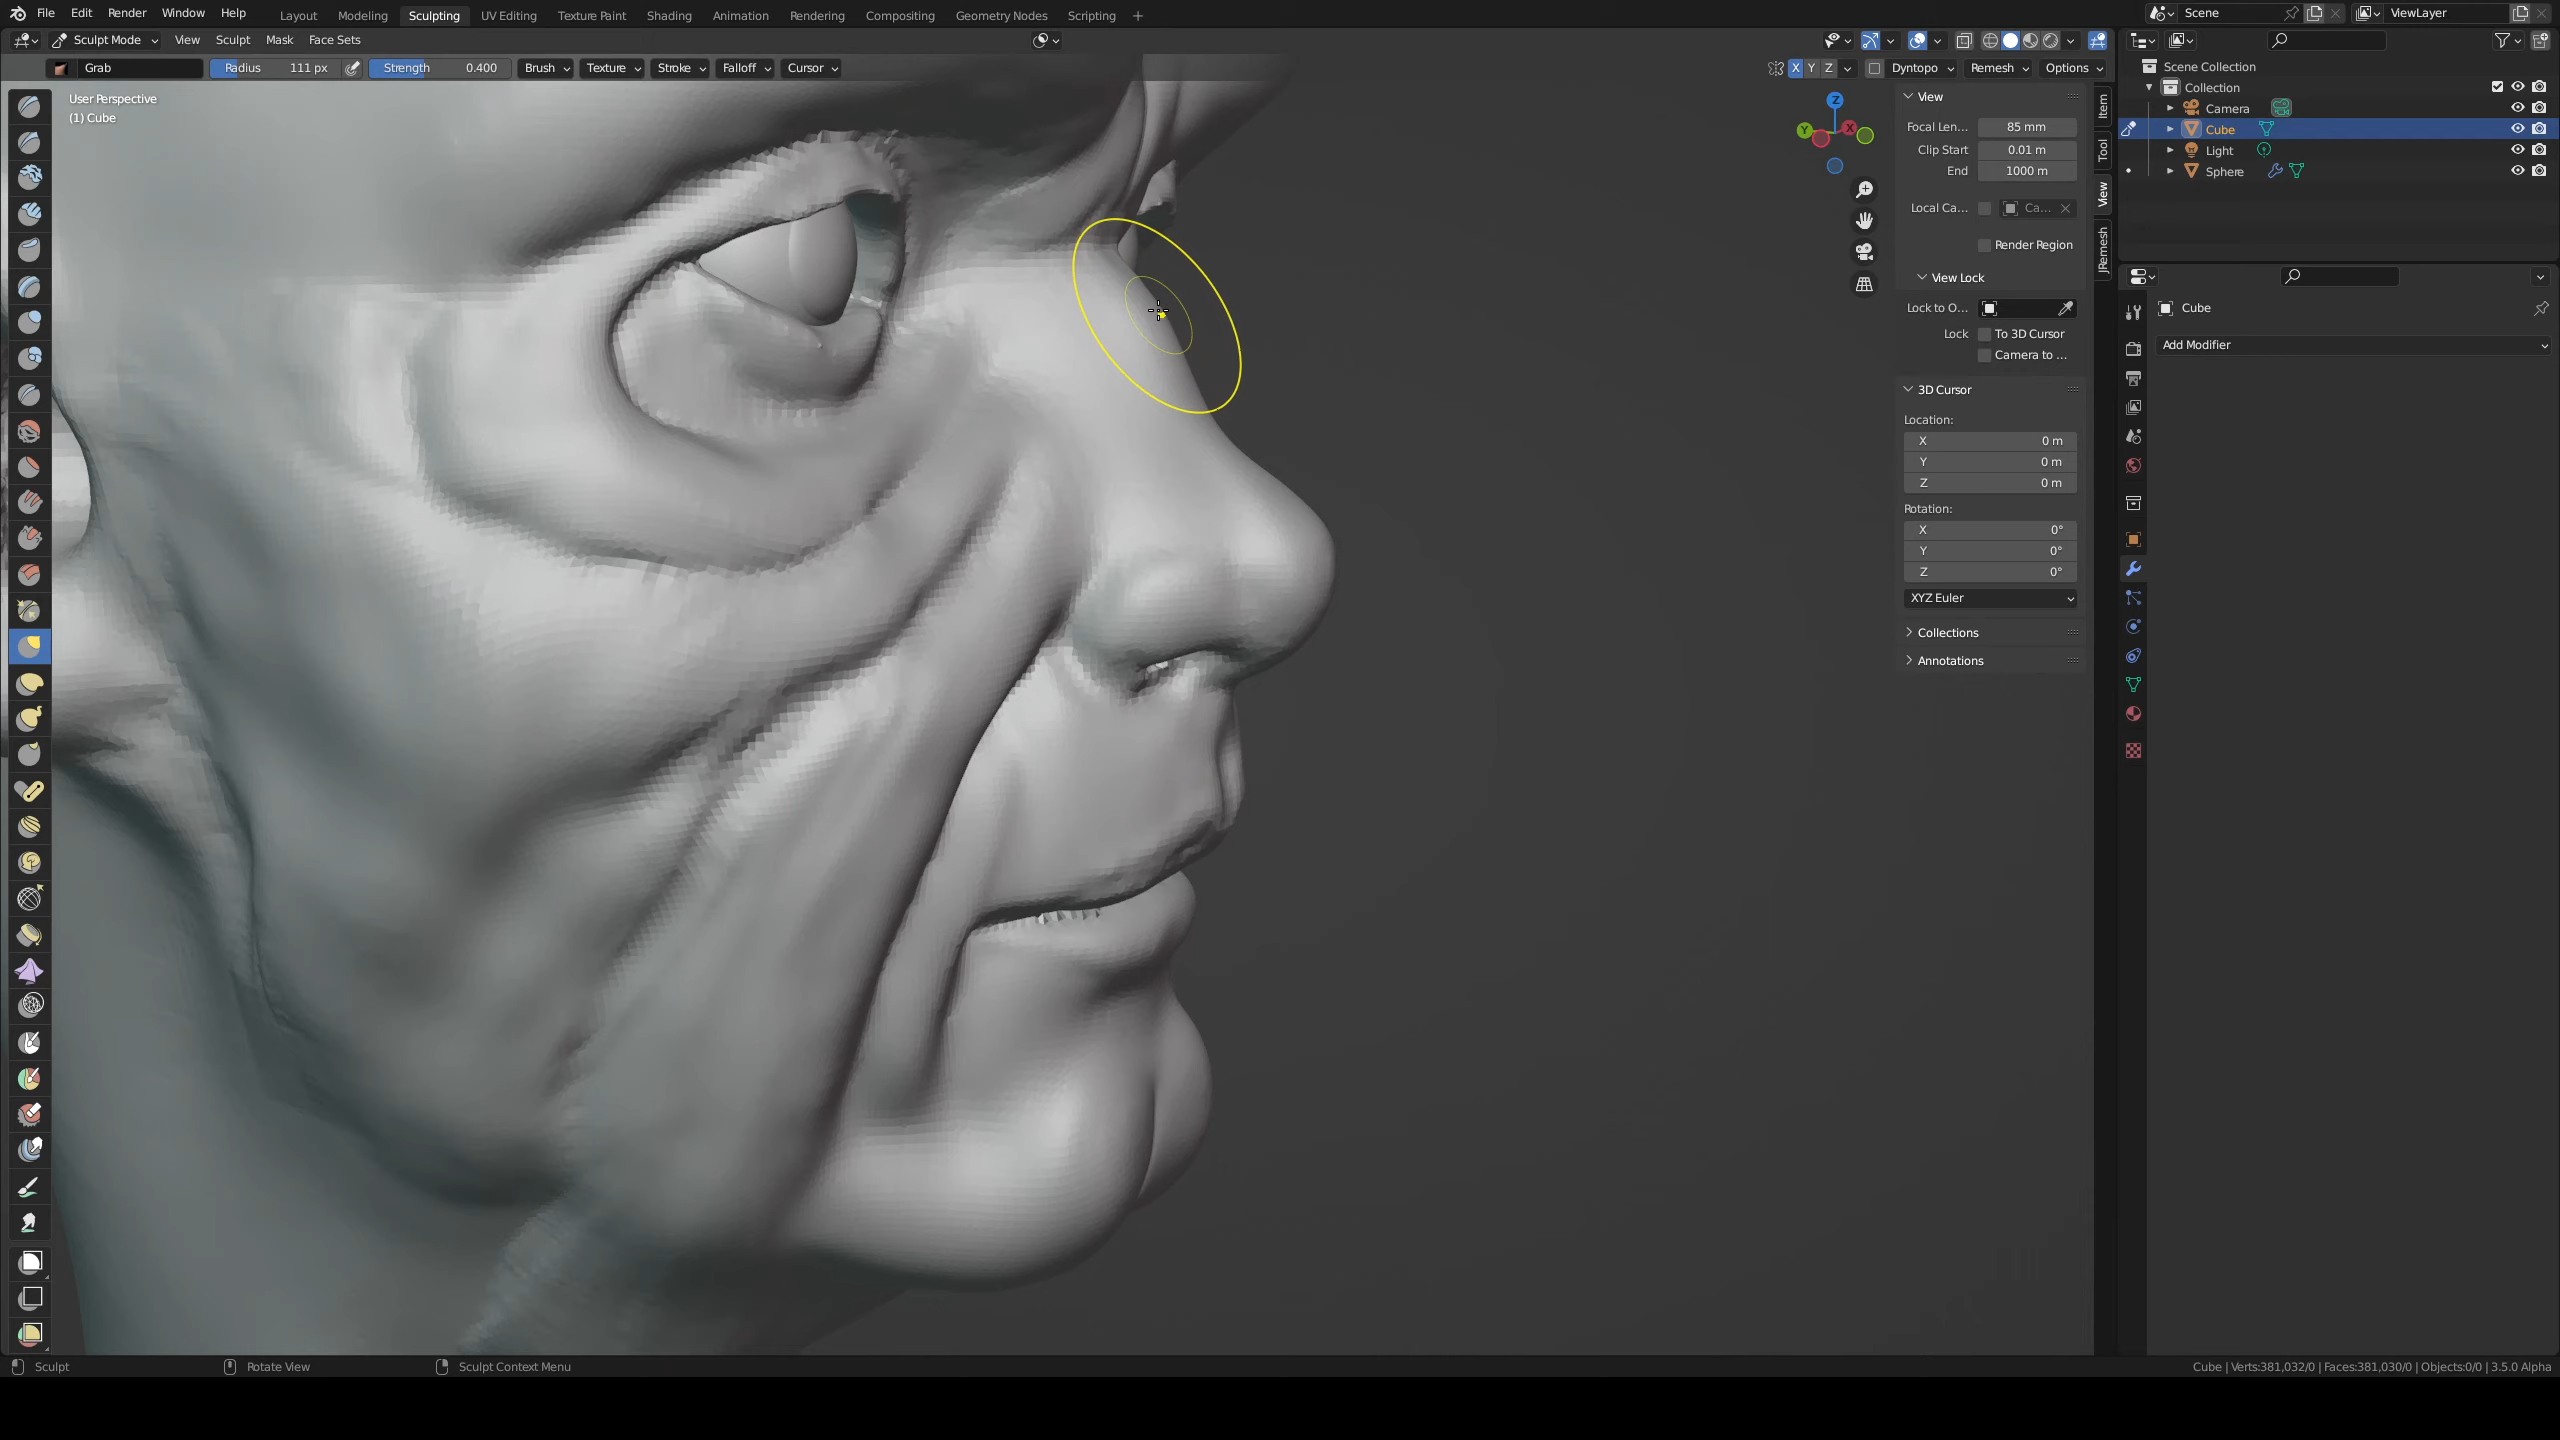 File Edit Render Window Help Layout Modeling Sculpting UV Editing Texture Paint Shading Animation Rendering Compositing Geometry Nodes Scripting + Scene ViewLayer
Sculpt Mode View Sculpt Mask Face Sets
Grab Radius 111 px Strength 0.400 Brush Texture Stroke Falloff Cursor X Y Z Dyntopo Remesh Options
User Perspective
(1) Cube
Z
Y
X
View
Focal Len... 85 mm
Clip Start 0.01 m
End 1000 m
Local Ca... Ca...
Render Region
View Lock
Lock to O...
Lock To 3D Cursor
Camera to ...
3D Cursor
Location:
X 0 m
Y 0 m
Z 0 m
Rotation:
X 0°
Y 0°
Z 0°
XYZ Euler
Collections
Annotations
Item
Tool
View
JRemesh
Scene Collection
Collection
Camera
Cube
Light
Sphere
Cube
Add Modifier
Sculpt Rotate View Sculpt Context Menu Cube | Verts:381,032/0 | Faces:381,030/0 | Objects:0/0 | 3.5.0 Alpha